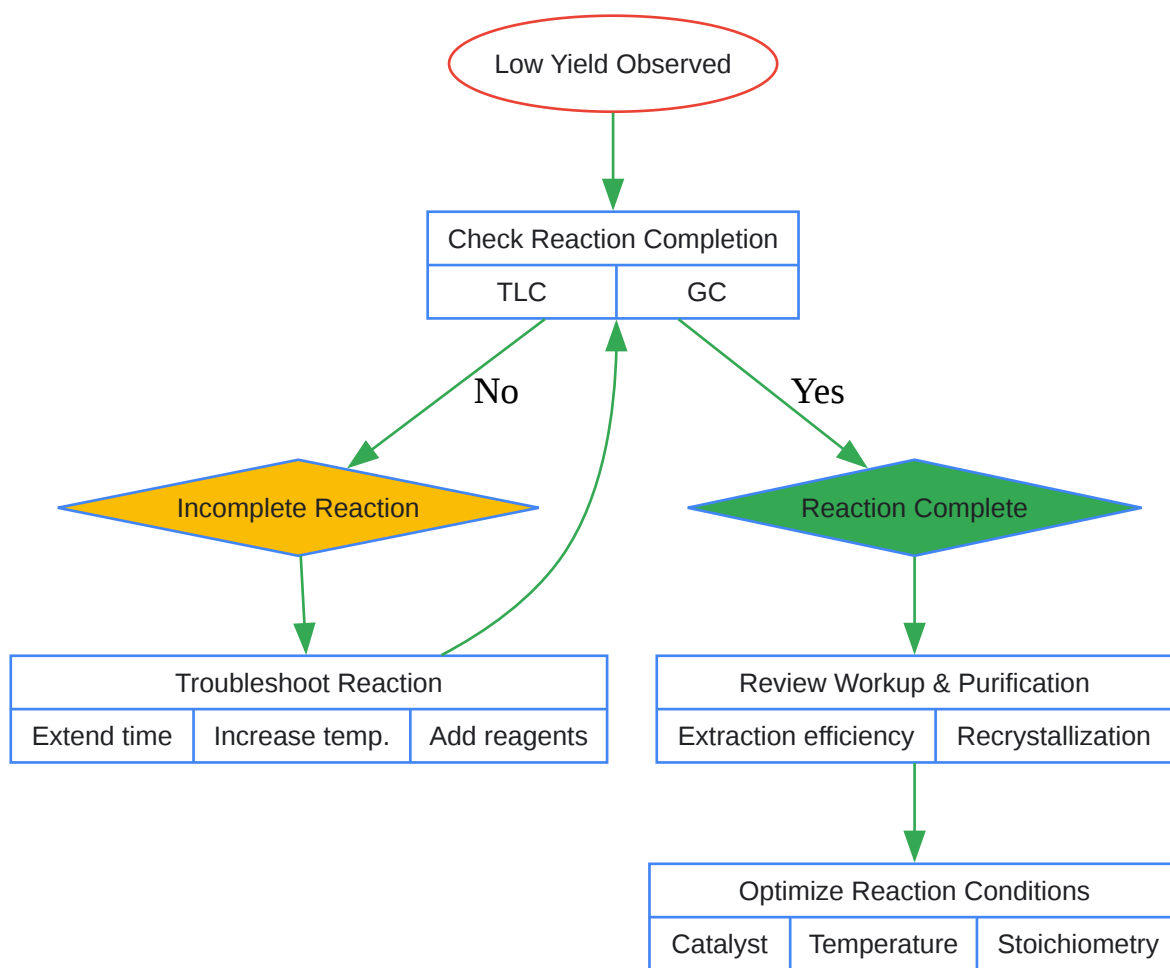 Low Yield Observed
Check Reaction Completion
TLC
GC
No
Yes
Incomplete Reaction
Reaction Complete
Troubleshoot Reaction
Extend time
Increase temp.
Add reagents
Review Workup & Purification
Extraction efficiency
Recrystallization
Optimize Reaction Conditions
Catalyst
Temperature
Stoichiometry